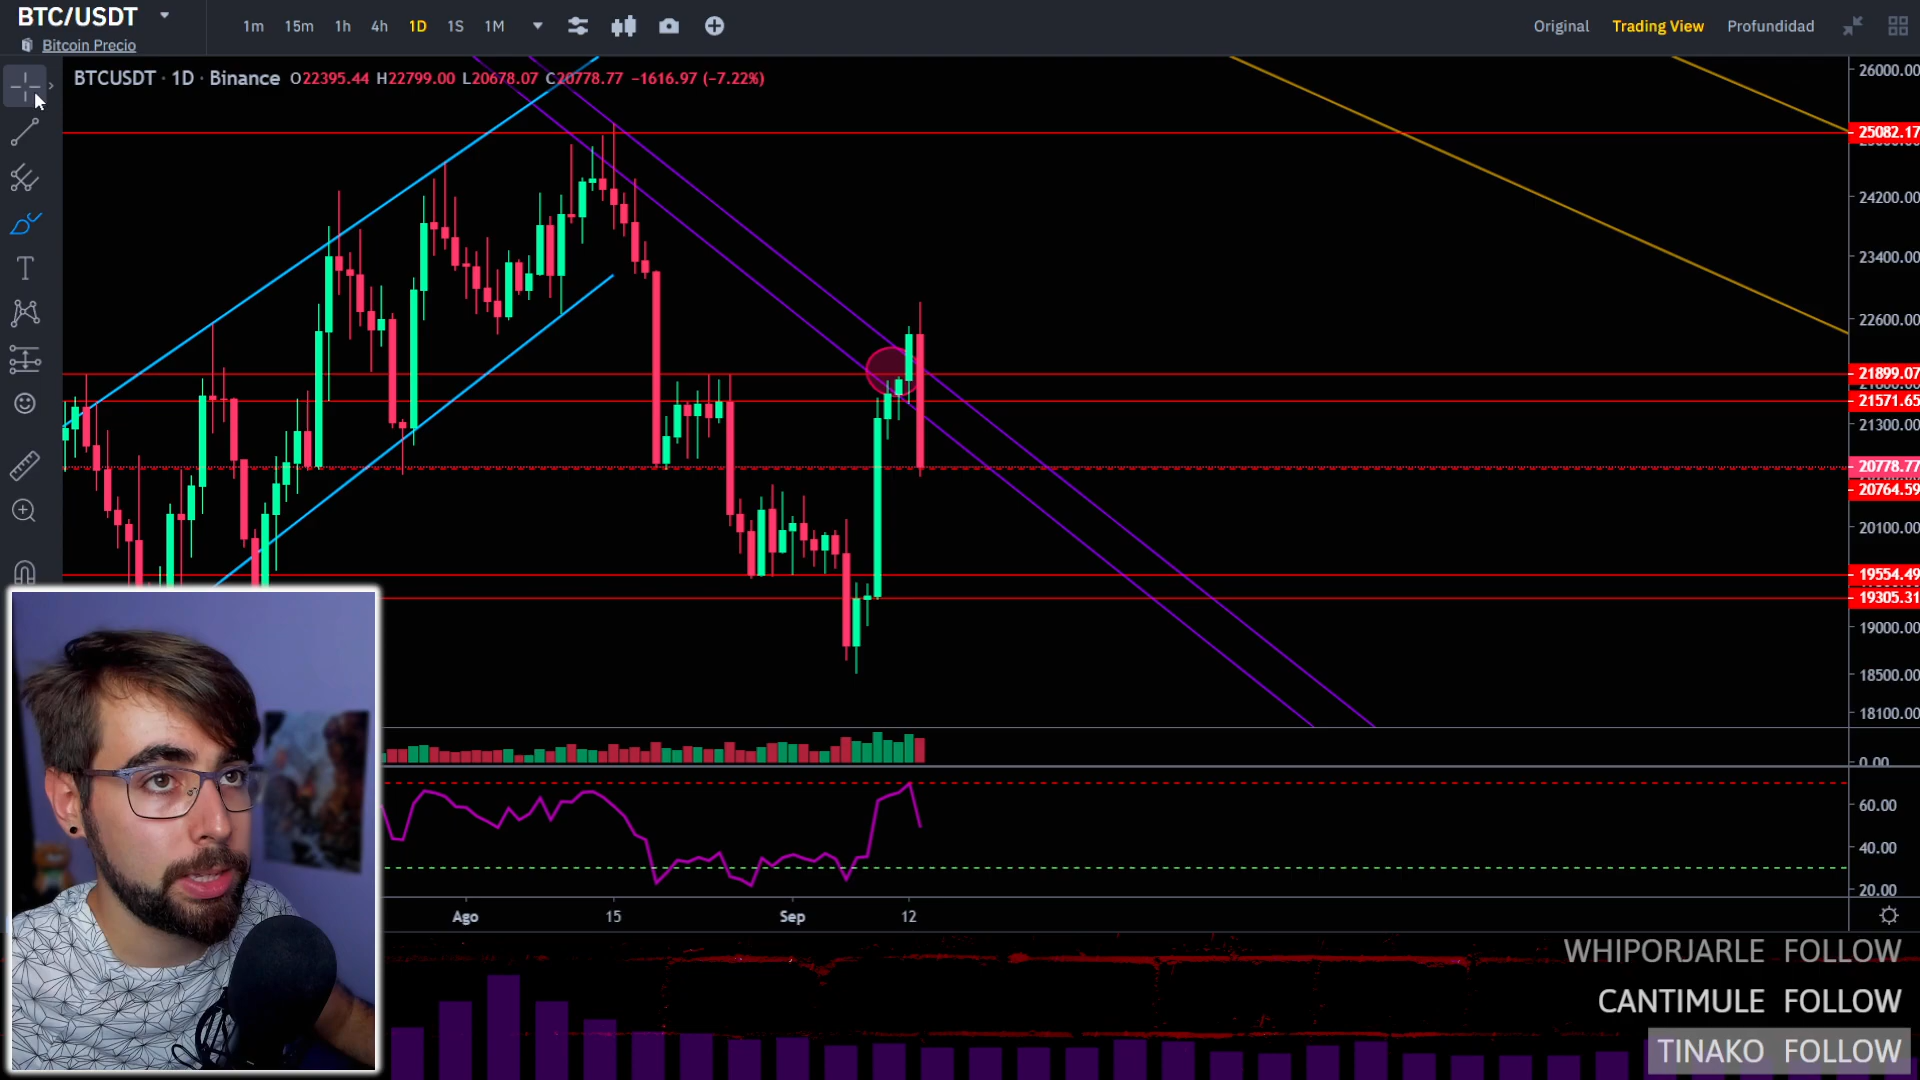 BTC/USDT
Bitcoin Precio
1m 15m 1h 4h 1D 1S 1M
Original Trading View Profundidad
BTCUSDT · 1D · Binance O22395.44 H22799.00 L20678.07 C20778.77 −1616.97 (−7.22%)
26000.00
25082.17
24200.00
23400.00
22600.00
21899.07
21571.65
21300.00
20778.77
20764.59
20100.00
19554.49
19305.31
19000.00
18500.00
18100.00
0.00
60.00
40.00
20.00
Ago 15 Sep 12
WHIPORJARLE FOLLOW
CANTIMULE FOLLOW
TINAKO FOLLOW